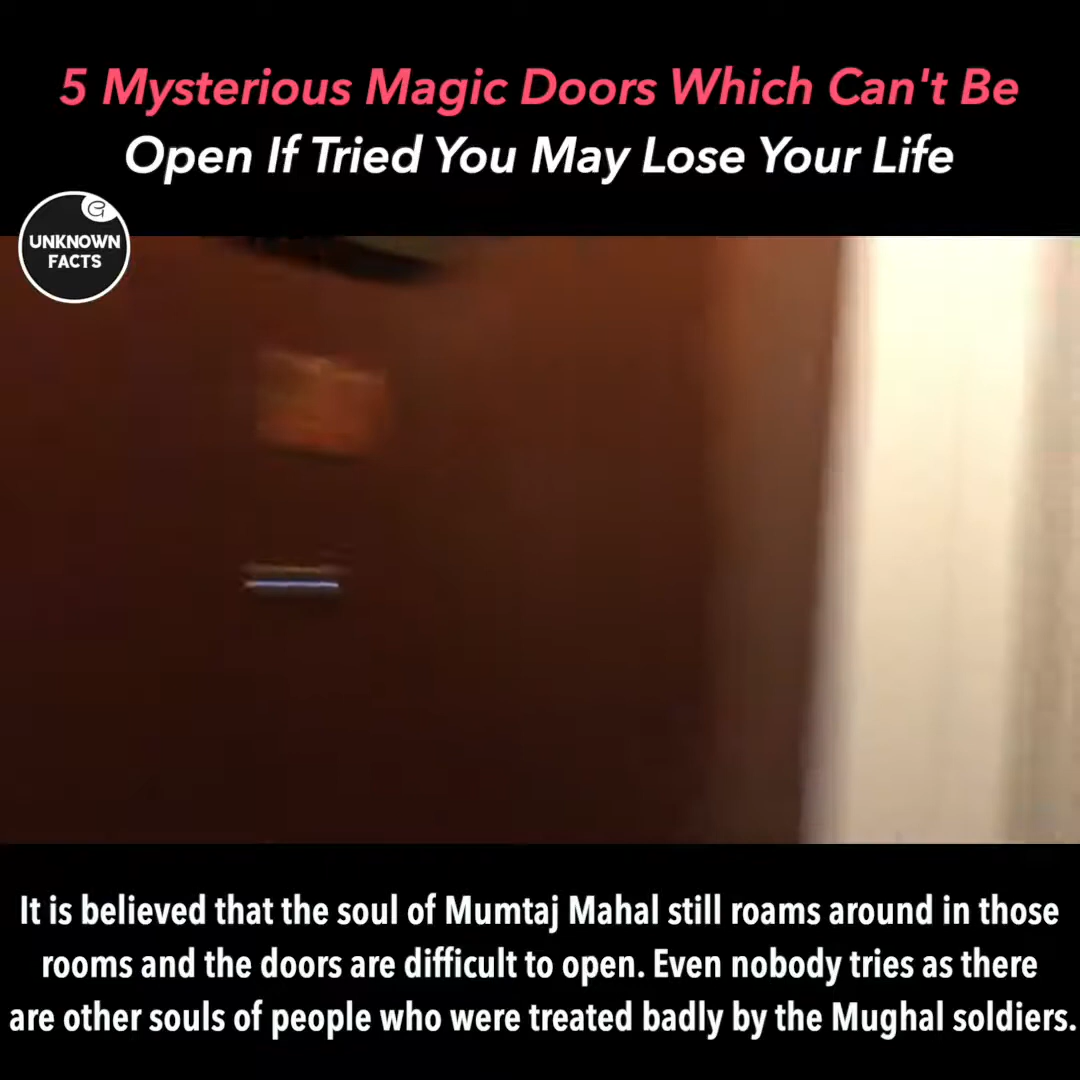 5 Mysterious Magic Doors Which Can't Be
Open If Tried You May Lose Your Life
G
UNKNOWN
FACTS
It is believed that the soul of Mumtaj Mahal still roams around in those
rooms and the doors are difficult to open. Even nobody tries as there
are other souls of people who were treated badly by the Mughal soldiers.